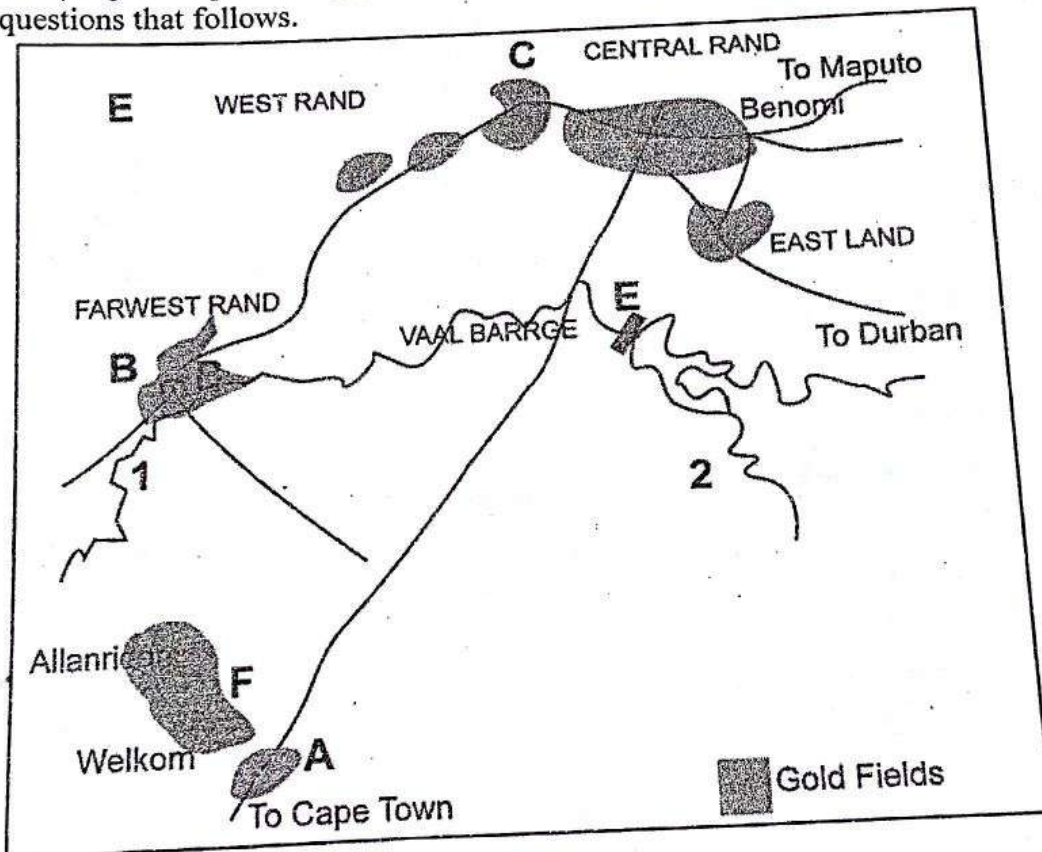 questions that follows.
C
CENTRAL RAND
To Maputo
E
WEST RAND
Benomi
EAST LAND
FARWEST RAND
E
VAAL BARRGE
To Durban
B
1
2
F
Welkom
A
To Cape Town
Gold Fields